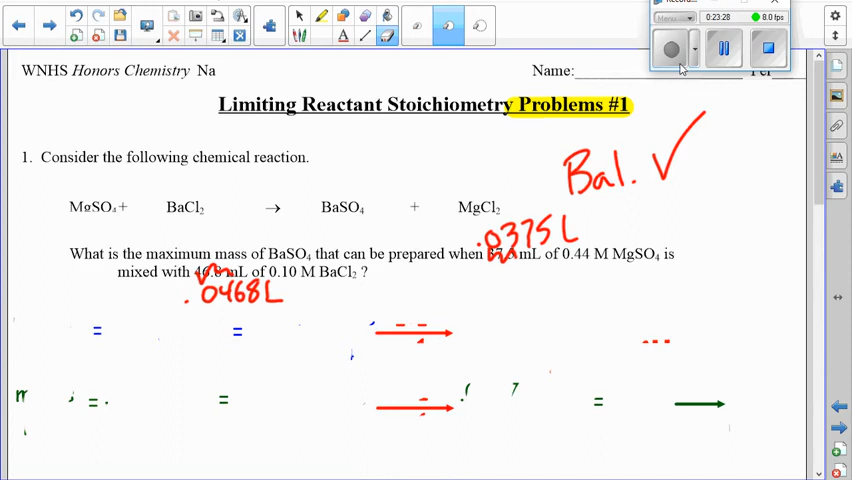 0:23:28
8.0 fps
WNHS Honors Chemistry Na
Name:
Limiting Reactant Stoichiometry Problems #1
1. Consider the following chemical reaction.
Bal. ✓
MgSO4 + BaCl2 → BaSO4 + MgCl2
.0375 L
What is the maximum mass of BaSO4 that can be prepared when mL of 0.44 M MgSO4 is
mixed with 46.8 mL of 0.10 M BaCl2 ?
.0468 L
= = →
= = → = →